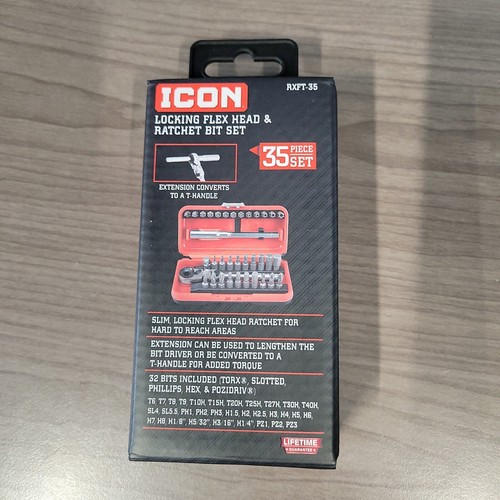 ICON
RXFT-35
LOCKING FLEX HEAD &
RATCHET BIT SET
35 PIECE
SET
EXTENSION CONVERTS
TO A T-HANDLE
SLIM, LOCKING FLEX HEAD RATCHET FOR
HARD TO REACH AREAS
EXTENSION CAN BE USED TO LENGTHEN THE
BIT DRIVER OR BE CONVERTED TO A
T-HANDLE FOR ADDED TORQUE
32 BITS INCLUDED (TORX®, SLOTTED,
PHILLIPS, HEX, & POZIDRIV®)
T6, T7, T8, T9, T10H, T15H, T20H, T25H, T27H, T30H, T40H,
SL4, SL5.5, PH1, PH2, PH3, H1.5, H2, H2.5, H3, H4, H5, H6,
H7, H8, H1/8", H5/32", H3/16", H1/4", PZ1, PZ2, PZ3
LIFETIME
GUARANTEE